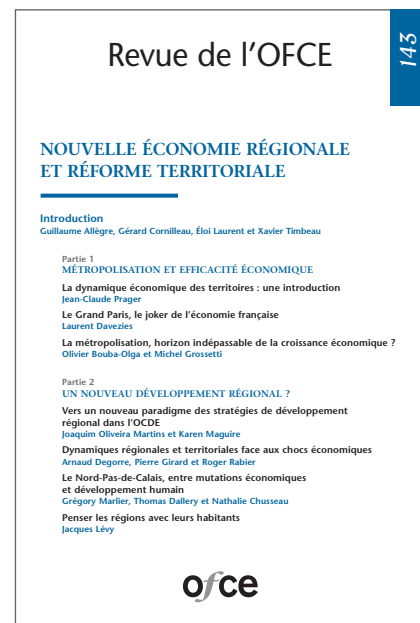 Revue de l'OFCE
143
NOUVELLE ÉCONOMIE RÉGIONALE
ET RÉFORME TERRITORIALE
Introduction
Guillaume Allègre, Gérard Cornilleau, Éloi Laurent et Xavier Timbeau
Partie 1
MÉTROPOLISATION ET EFFICACITÉ ÉCONOMIQUE
La dynamique économique des territoires : une introduction
Jean-Claude Prager
Le Grand Paris, le joker de l'économie française
Laurent Davezies
La métropolisation, horizon indépassable de la croissance économique ?
Olivier Bouba-Olga et Michel Grossetti
Partie 2
UN NOUVEAU DÉVELOPPEMENT RÉGIONAL ?
Vers un nouveau paradigme des stratégies de développement
régional dans l'OCDE
Joaquim Oliveira Martins et Karen Maguire
Dynamiques régionales et territoriales face aux chocs économiques
Arnaud Degorre, Pierre Girard et Roger Rabier
Le Nord-Pas-de-Calais, entre mutations économiques
et développement humain
Grégory Marlier, Thomas Dallery et Nathalie Chusseau
Penser les régions avec leurs habitants
Jacques Lévy
ofce